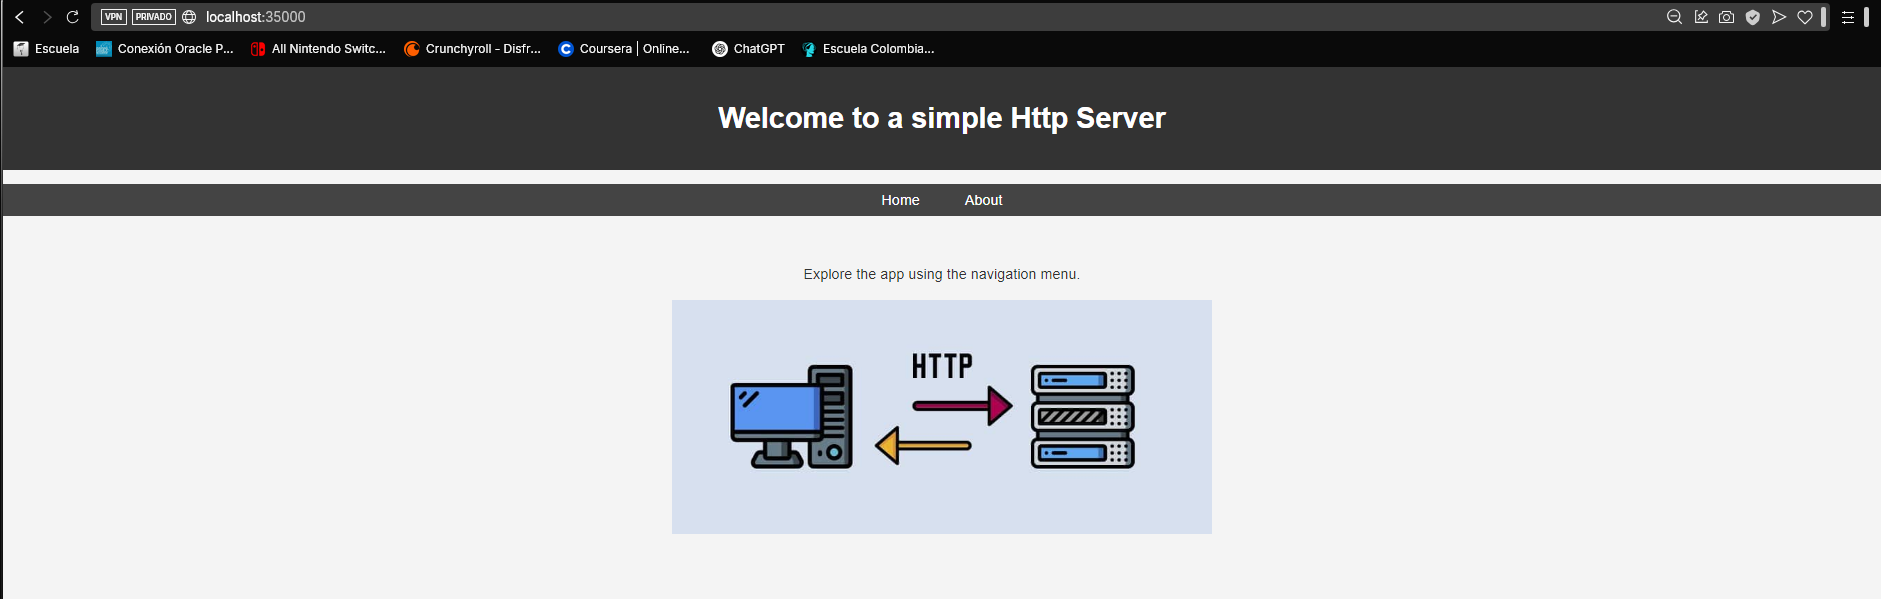 VPN PRIVADO localhost:35000
Escuela Conexión Oracle P... All Nintendo Switc... Crunchyroll - Disfr... Coursera | Online... ChatGPT Escuela Colombia...
Welcome to a simple Http Server
Home About
Explore the app using the navigation menu.
HTTP